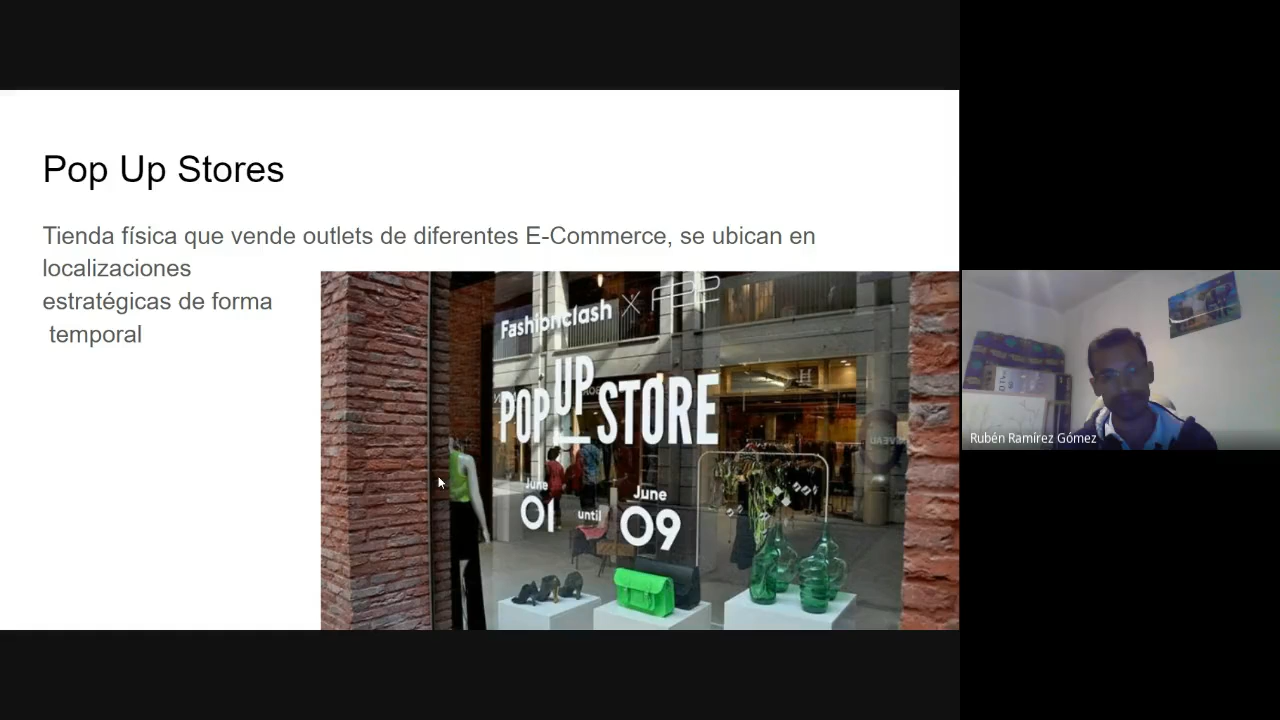 Pop Up Stores
Tienda física que vende outlets de diferentes E-Commerce, se ubican en
localizaciones
estratégicas de forma
temporal
Fashionclash X
POP UP STORE
June June
01 until 09
Rubén Ramírez Gómez